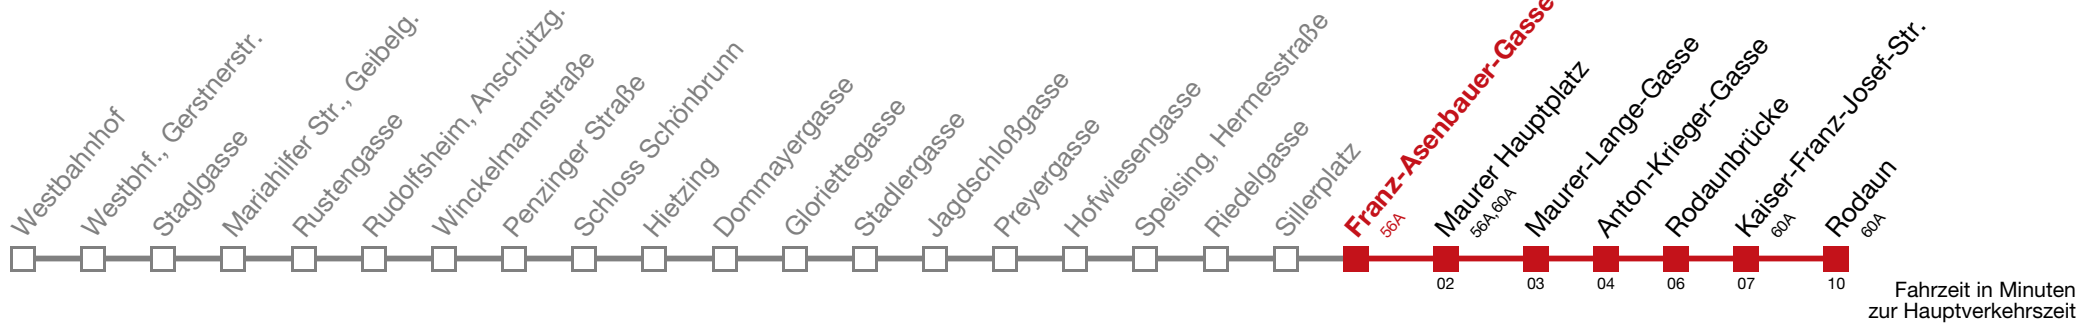 Westbahnhof
Westbhf., Gerstnerstr.
Staglgasse
Mariahilfer Str., Geibelg.
Rustengasse
Rudolfsheim, Anschützg.
Winckelmannstraße
Penzinger Straße
Schloss Schönbrunn
Hietzing
Dommayergasse
Gloriettegasse
Stadlergasse
Jagdschloßgasse
Preyergasse
Hofwiesengasse
Speising, Hermesstraße
Riedelgasse
Sillerplatz
Franz-Asenbauer-Gasse
56A
Maurer Hauptplatz
56A,60A
Maurer-Lange-Gasse
Anton-Krieger-Gasse
Rodaunbrücke
Kaiser-Franz-Josef-Str.
60A
Rodaun
60A
02
03
04
06
07
10
Fahrzeit in Minuten
zur Hauptverkehrszeit